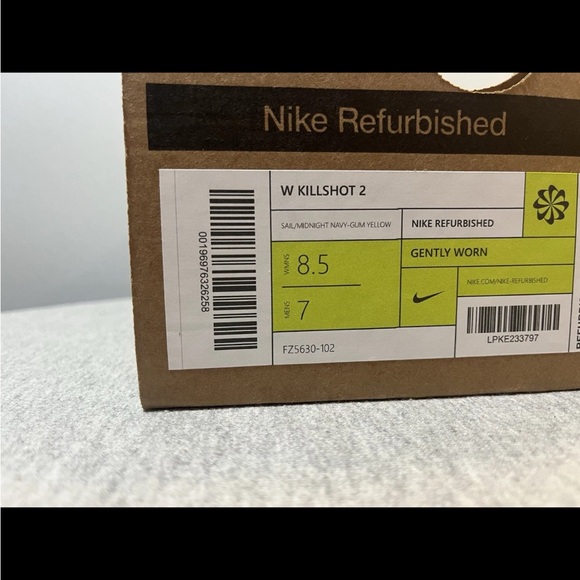 Nike Refurbished
00196976326258
W KILLSHOT 2
SAIL/MIDNIGHT NAVY-GUM YELLOW
WMNS 8.5
MENS 7
FZ5630-102
NIKE REFURBISHED
GENTLY WORN
NIKE.COM/NIKE-REFURBISHED
LPKE233797